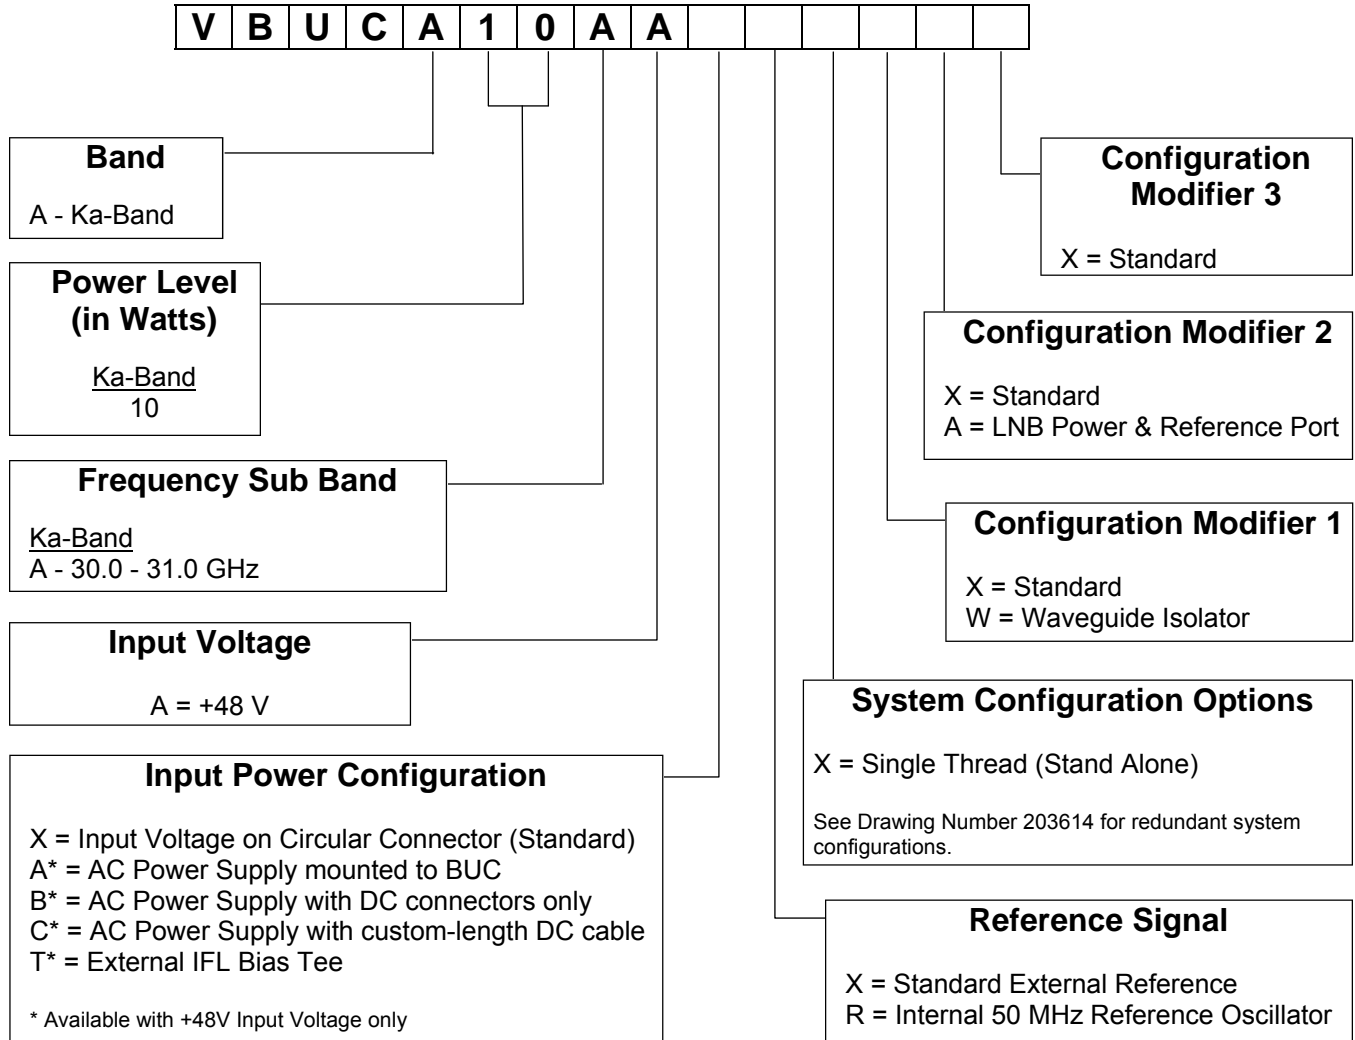 V B U C A 1 0 A A
Band
A - Ka-Band
Power Level
(in Watts)
Ka-Band
10
Frequency Sub Band
Ka-Band
A - 30.0 - 31.0 GHz
Input Voltage
A = +48 V
Input Power Configuration
X = Input Voltage on Circular Connector (Standard)
A* = AC Power Supply mounted to BUC
B* = AC Power Supply with DC connectors only
C* = AC Power Supply with custom-length DC cable
T* = External IFL Bias Tee
* Available with +48V Input Voltage only
Configuration
Modifier 3
X = Standard
Configuration Modifier 2
X = Standard
A = LNB Power & Reference Port
Configuration Modifier 1
X = Standard
W = Waveguide Isolator
System Configuration Options
X = Single Thread (Stand Alone)
See Drawing Number 203614 for redundant system
configurations.
Reference Signal
X = Standard External Reference
R = Internal 50 MHz Reference Oscillator